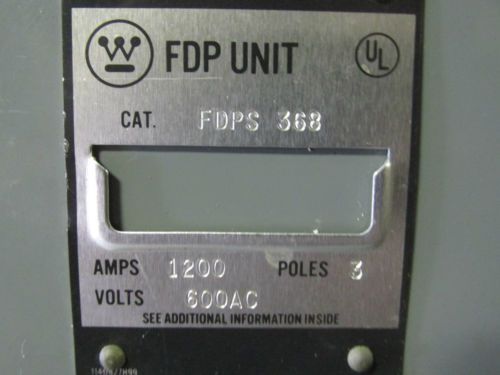 FDP UNIT UL
CAT. FDPS 368
AMPS 1200 POLES 3
VOLTS 600AC
SEE ADDITIONAL INFORMATION INSIDE